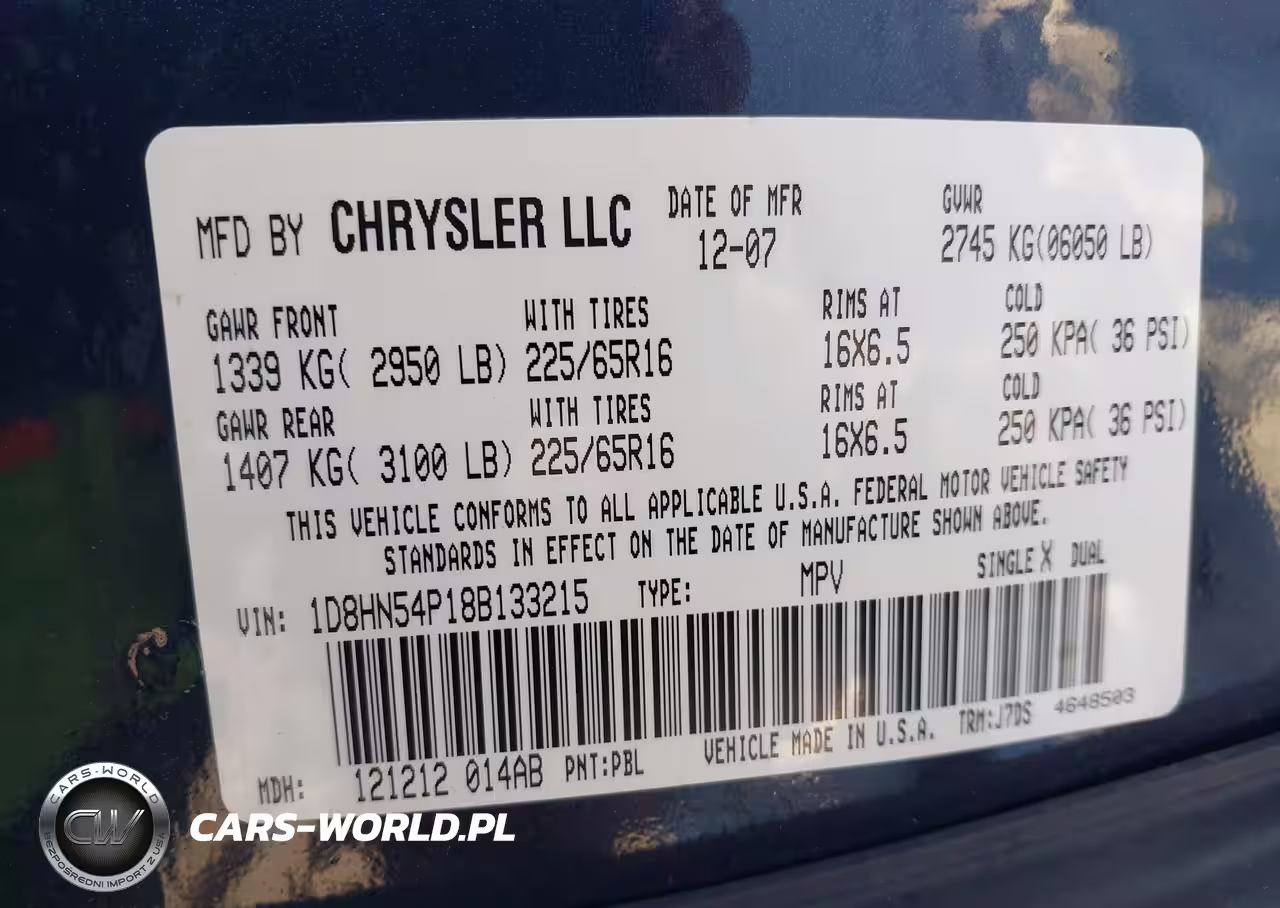 MFD BY CHRYSLER LLC DATE OF MFR GVWR
12-07 2745 KG(06050 LB)
GAWR FRONT WITH TIRES RIMS AT COLD
1339 KG( 2950 LB) 225/65R16 16X6.5 250 KPA( 36 PSI)
GAWR REAR WITH TIRES RIMS AT COLD
1407 KG( 3100 LB) 225/65R16 16X6.5 250 KPA( 36 PSI)
THIS VEHICLE CONFORMS TO ALL APPLICABLE U.S.A. FEDERAL MOTOR VEHICLE SAFETY
STANDARDS IN EFFECT ON THE DATE OF MANUFACTURE SHOWN ABOVE.
VIN: 1D8HN54P18B133215 TYPE: MPV SINGLE X DUAL
MDH: 121212 014AB PNT:PBL VEHICLE MADE IN U.S.A. TRM:J7DS 4648503
CARS-WORLD
CW
BEZPOŚREDNI IMPORT Z USA
CARS-WORLD.PL